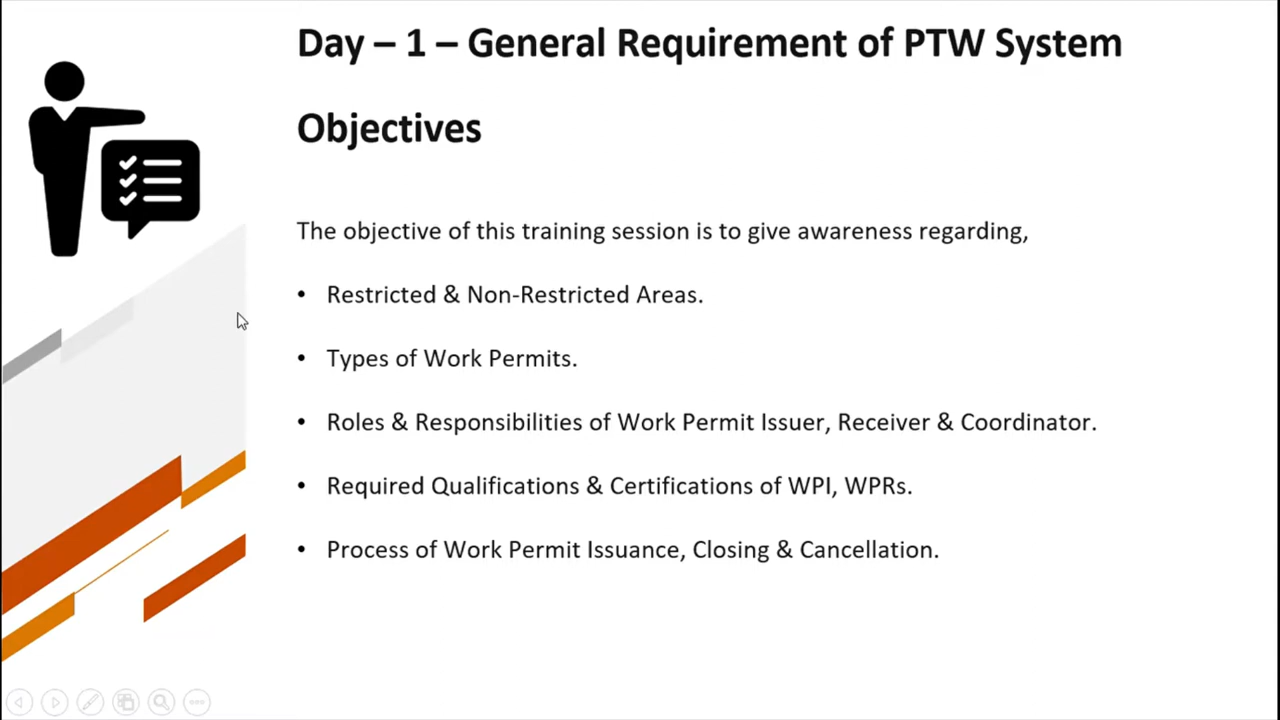 Day – 1 – General Requirement of PTW System
Objectives
The objective of this training session is to give awareness regarding,
• Restricted & Non-Restricted Areas.
• Types of Work Permits.
• Roles & Responsibilities of Work Permit Issuer, Receiver & Coordinator.
• Required Qualifications & Certifications of WPI, WPRs.
• Process of Work Permit Issuance, Closing & Cancellation.